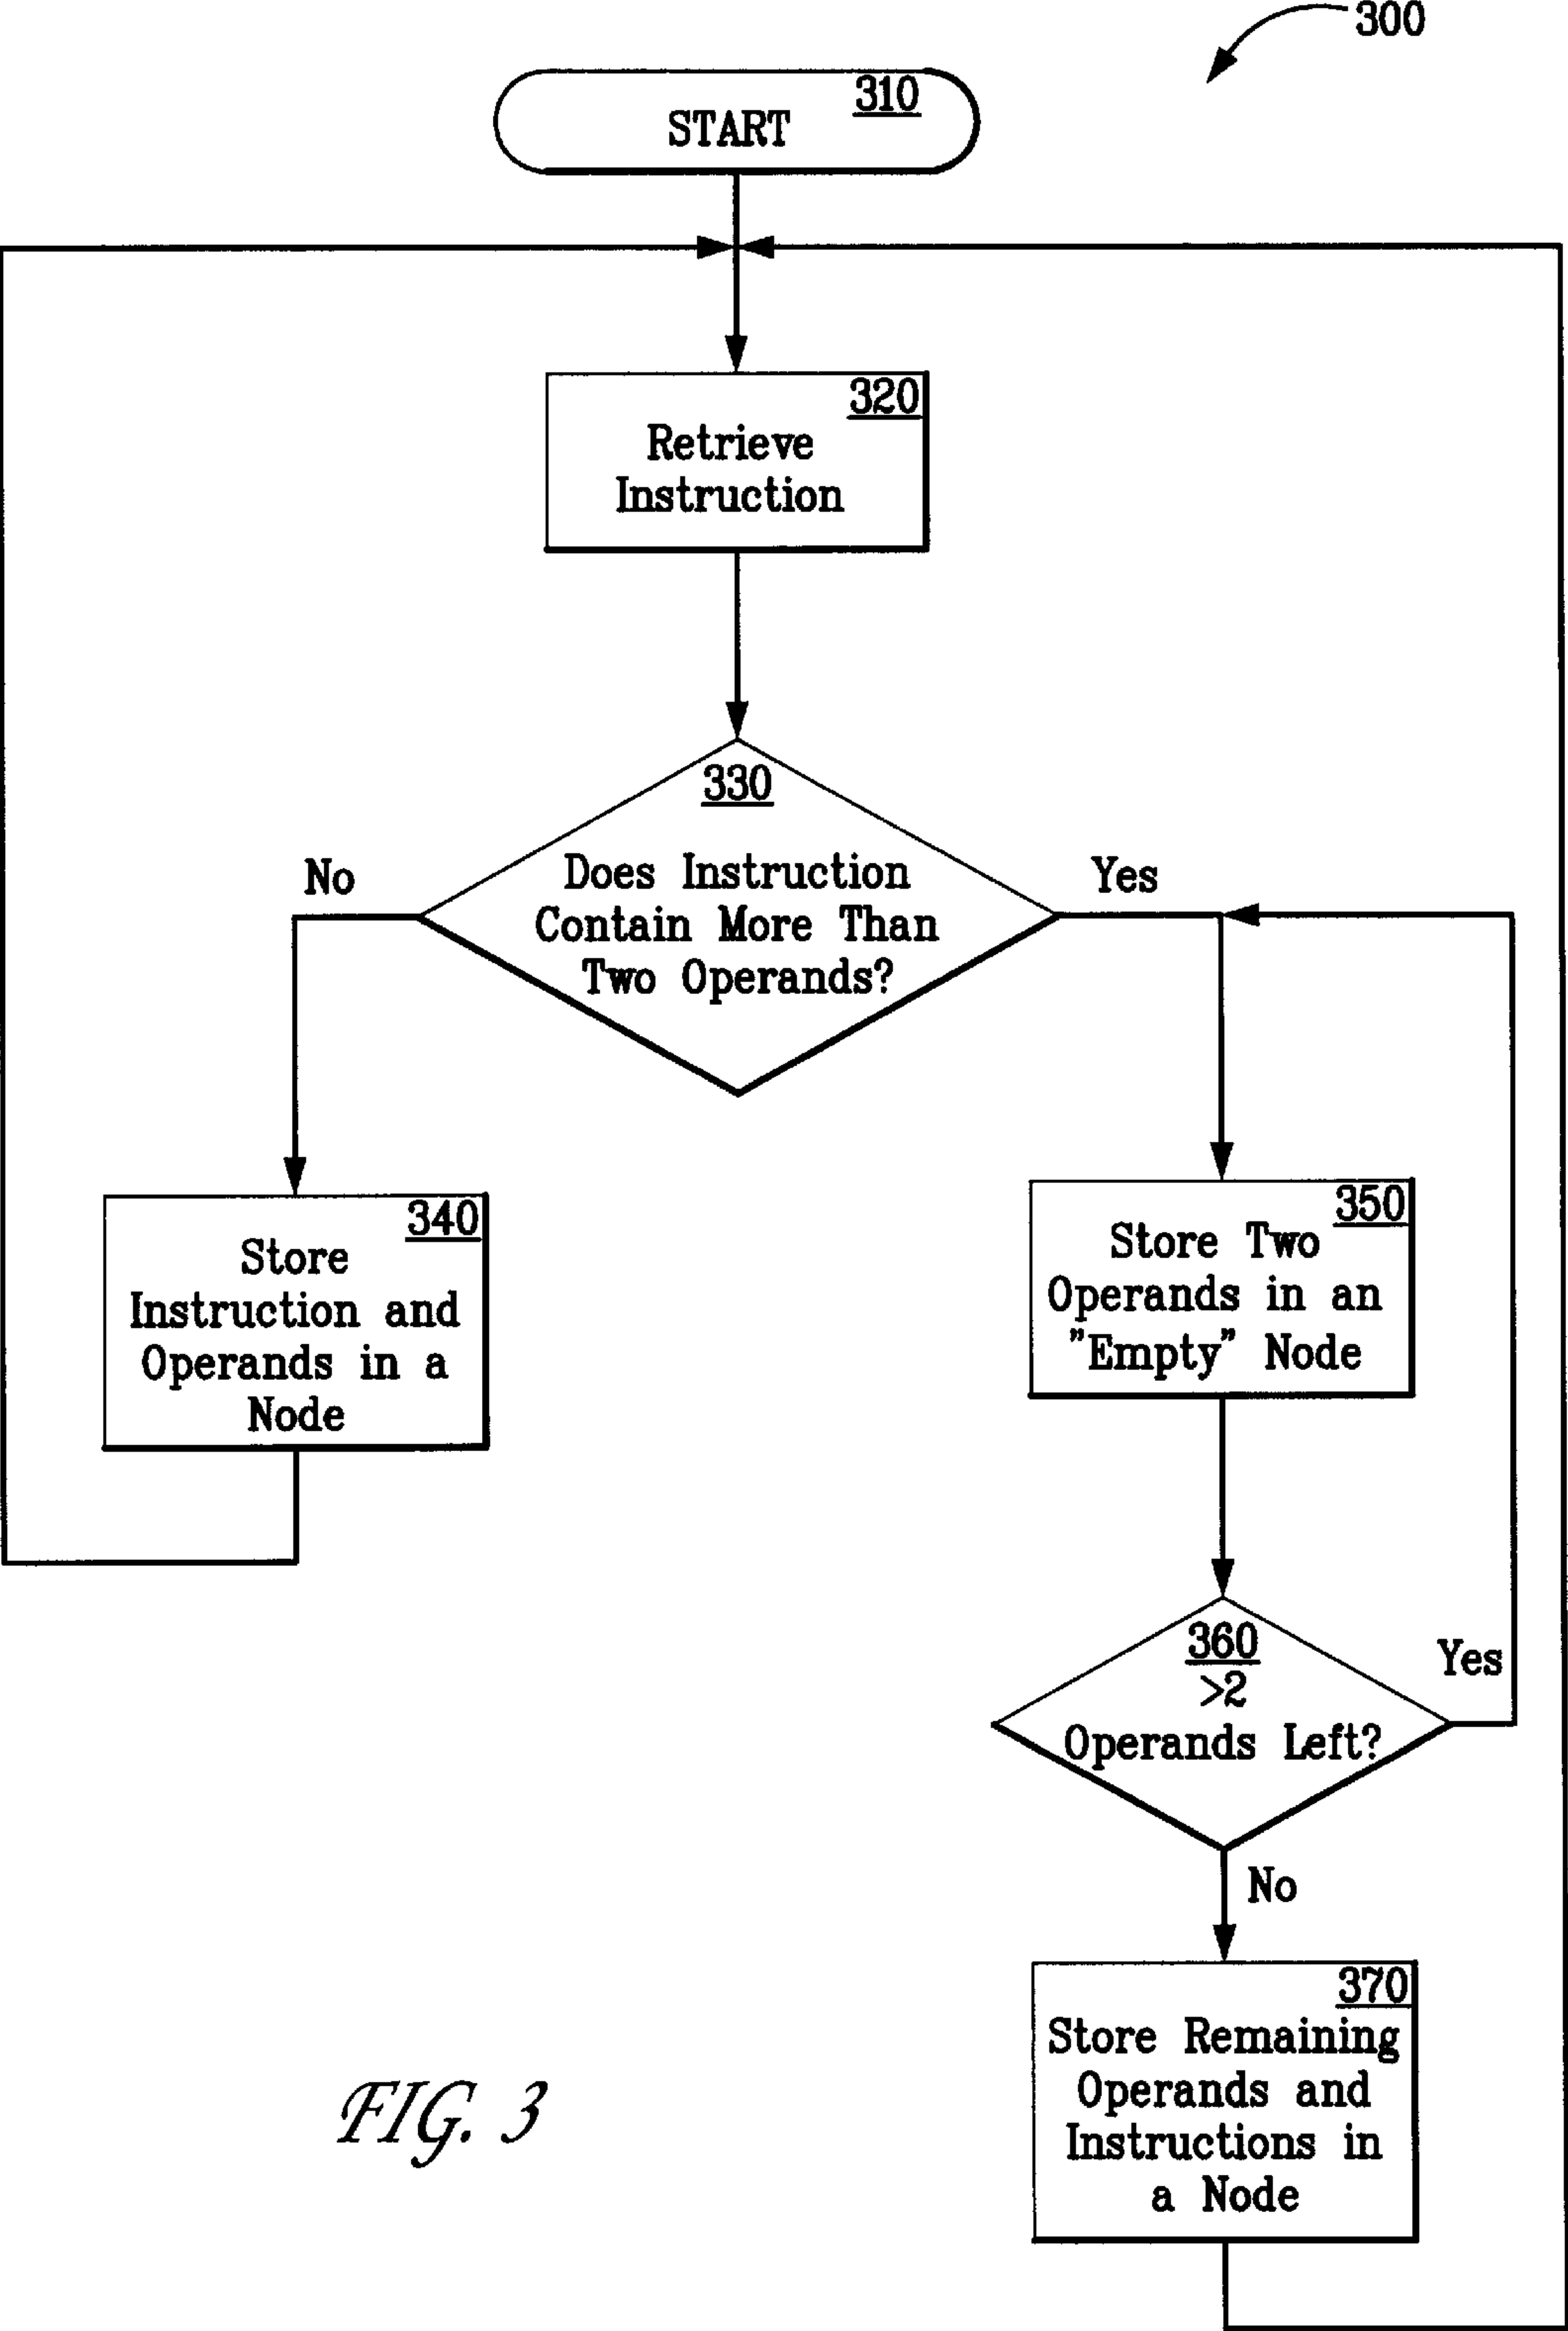 300
310
START
320
Retrieve
Instruction
330
Does Instruction
Contain More Than
Two Operands?
No
Yes
340
Store
Instruction and
Operands in a
Node
350
Store Two
Operands in an
"Empty" Node
360
>2
Operands Left?
Yes
No
370
Store Remaining
Operands and
Instructions in
a Node
FIG. 3